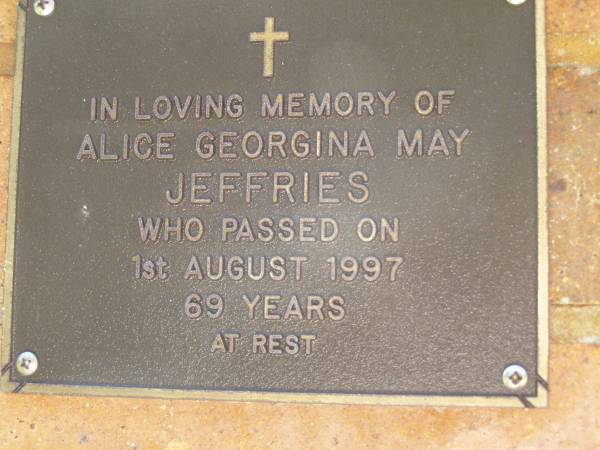 IN LOVING MEMORY OF
ALICE GEORGINA MAY
JEFFRIES
WHO PASSED ON
1st AUGUST 1997
69 YEARS
AT REST